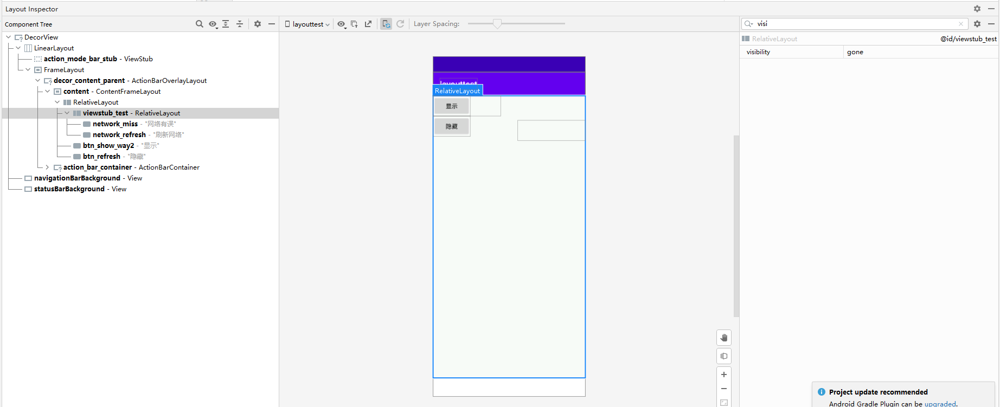 Layout Inspector
Component Tree
layouttest
Layer Spacing:
visi
DecorView
LinearLayout
action_mode_bar_stub - ViewStub
FrameLayout
decor_content_parent - ActionBarOverlayLayout
content - ContentFrameLayout
RelativeLayout
viewstub_test - RelativeLayout
network_miss - "网络有误"
network_refresh - "刷新网络"
btn_show_way2 - "显示"
btn_refresh - "隐藏"
action_bar_container - ActionBarContainer
navigationBarBackground - View
statusBarBackground - View
layouttest
RelativeLayout
显示
隐藏
RelativeLayout @id/viewstub_test
visibility gone
Project update recommended
Android Gradle Plugin can be upgraded.